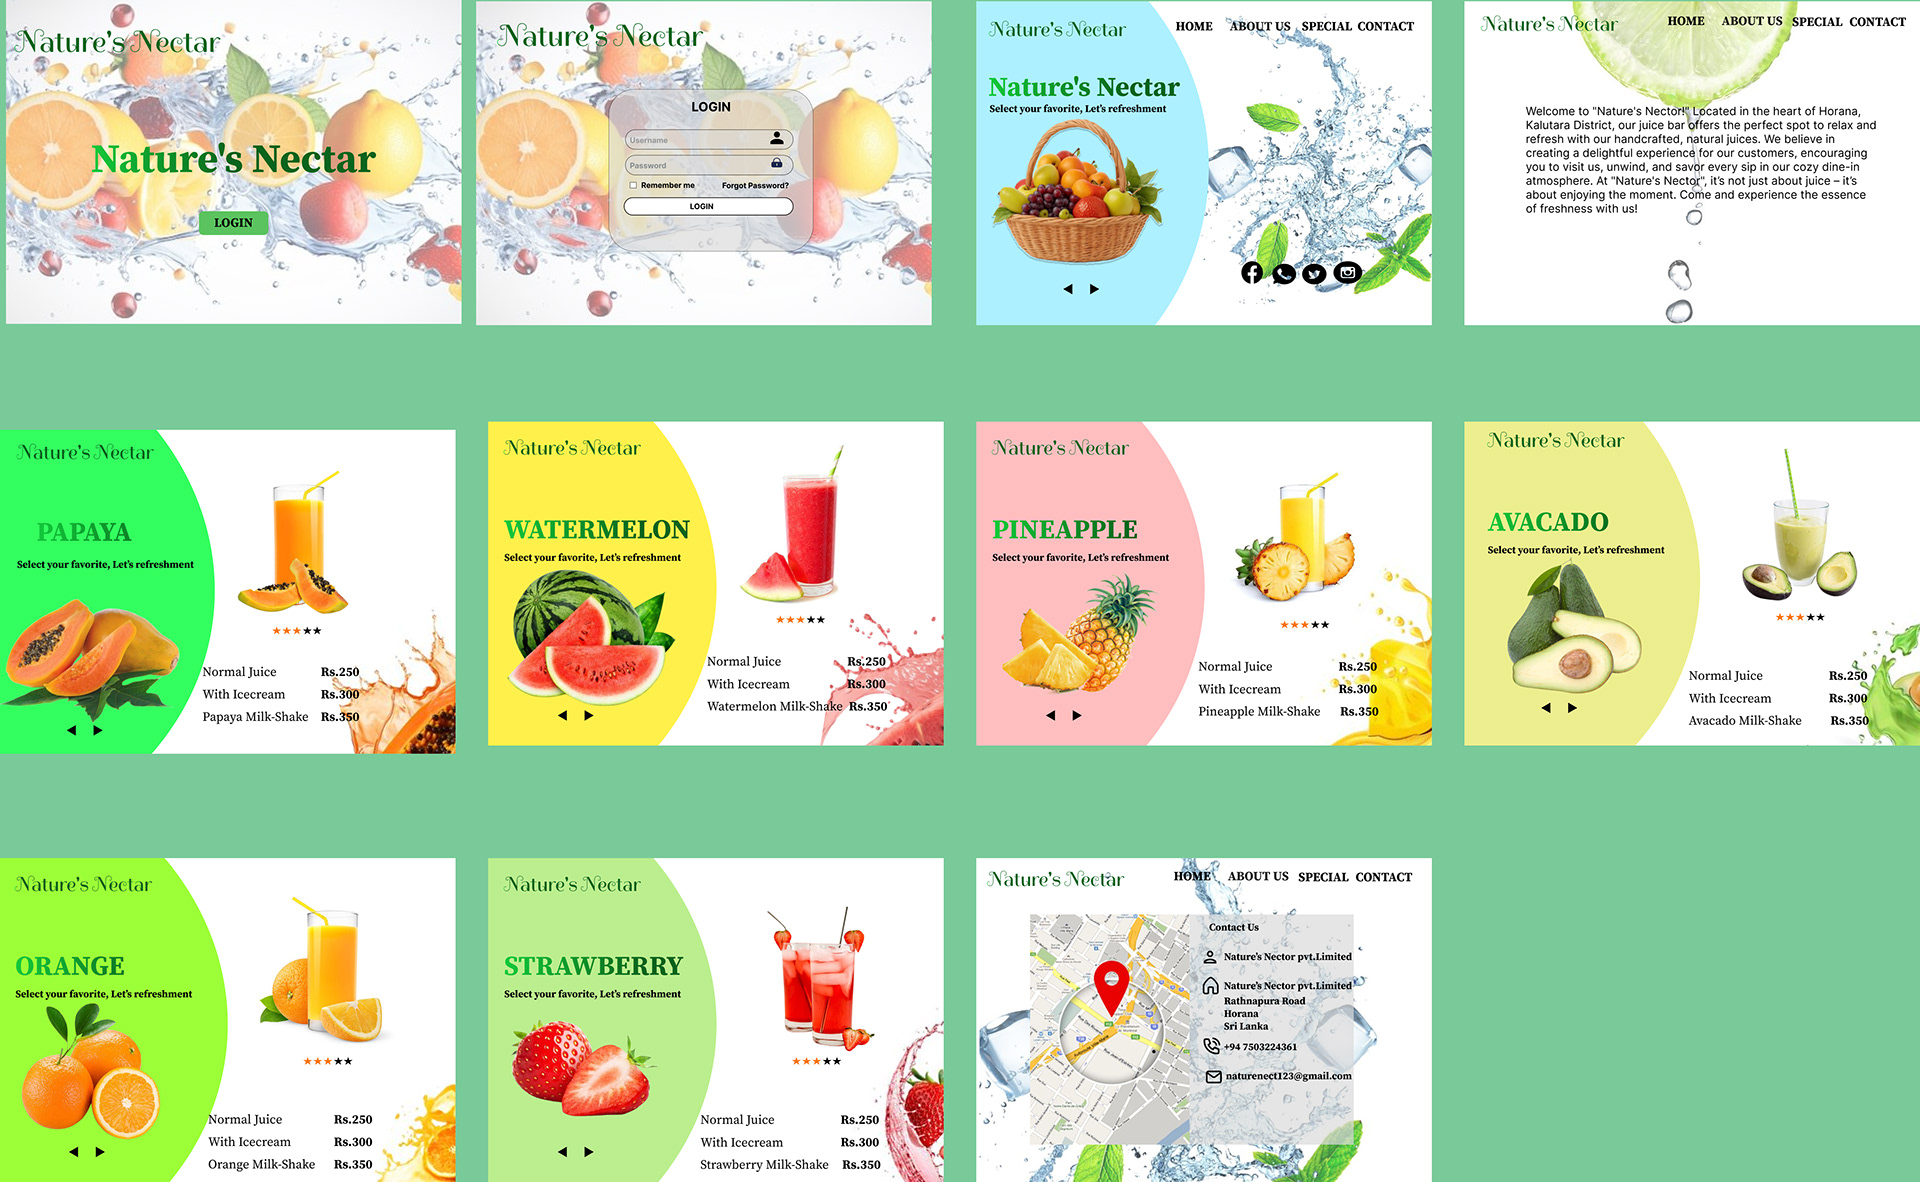 Nature's Nectar
Nature's Nectar
LOGIN
Nature's Nectar
LOGIN
Username
Password
Remember me Forgot Password?
LOGIN
Nature's Nectar HOME ABOUT US SPECIAL CONTACT
Nature's Nectar
Select your favorite, Let's refreshment
Nature's Nectar HOME ABOUT US SPECIAL CONTACT
Welcome to "Nature's Nector!" Located in the heart of Horana,
Kalutara District, our juice bar offers the perfect spot to relax and
refresh with our handcrafted, natural juices. We believe in
creating a delightful experience for our customers, encouraging
you to visit us, unwind, and savor every sip in our cozy dine-in
atmosphere. At "Nature's Nector", it's not just about juice – it's
about enjoying the moment. Come and experience the essence
of freshness with us!
Nature's Nectar
PAPAYA
Select your favorite, Let's refreshment
Normal Juice Rs.250
With Icecream Rs.300
Papaya Milk-Shake Rs.350
Nature's Nectar
WATERMELON
Select your favorite, Let's refreshment
Normal Juice Rs.250
With Icecream Rs.300
Watermelon Milk-Shake Rs.350
Nature's Nectar
PINEAPPLE
Select your favorite, Let's refreshment
Normal Juice Rs.250
With Icecream Rs.300
Pineapple Milk-Shake Rs.350
Nature's Nectar
AVACADO
Select your favorite, Let's refreshment
Normal Juice Rs.250
With Icecream Rs.300
Avacado Milk-Shake Rs.350
Nature's Nectar
ORANGE
Select your favorite, Let's refreshment
Normal Juice Rs.250
With Icecream Rs.300
Orange Milk-Shake Rs.350
Nature's Nectar
STRAWBERRY
Select your favorite, Let's refreshment
Normal Juice Rs.250
With Icecream Rs.300
Strawberry Milk-Shake Rs.350
Nature's Nectar HOME ABOUT US SPECIAL CONTACT
Contact Us
Nature's Nector pvt.Limited
Nature's Nector pvt.Limited
Rathnapura Road
Horana
Sri Lanka
+94 7503224361
naturenect123@gmail.com